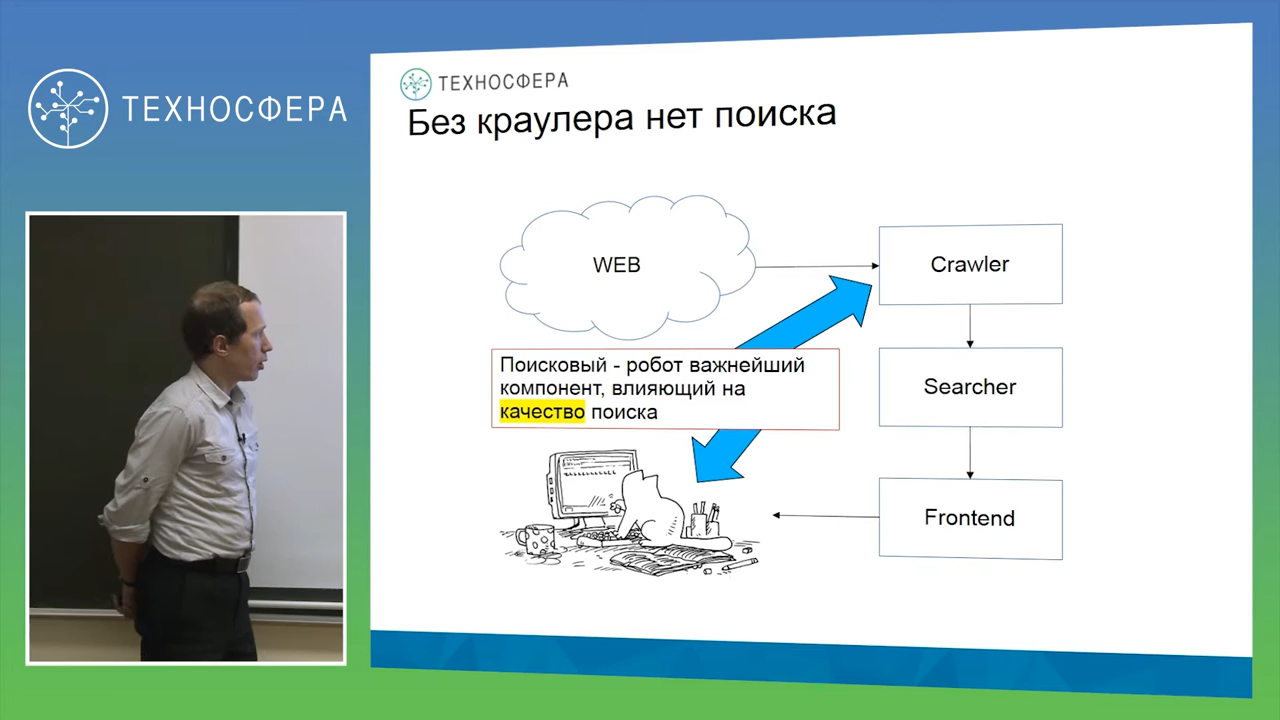 ТЕХНОСФЕРА
ТЕХНОСФЕРА
Без краулера нет поиска
WEB
Crawler
Поисковый - робот важнейший
компонент, влияющий на
качество поиска
Searcher
Frontend